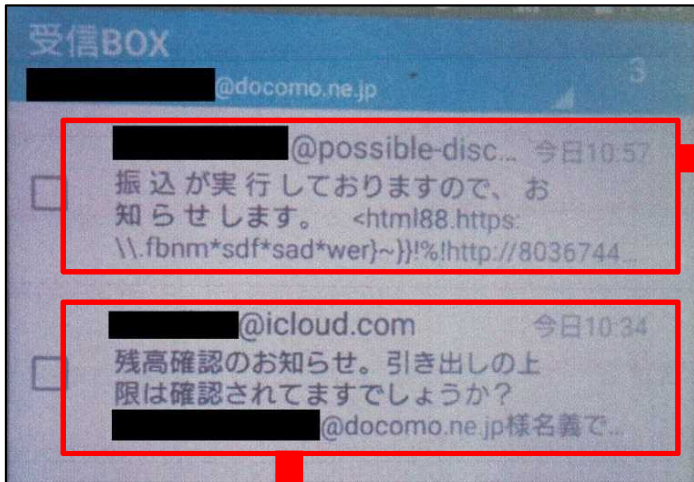 受信BOX
@docomo.ne.jp
3
@possible-disc... 今日10:57
振 込 が 実 行 しておりますので、 お
知 ら せ し ま す 。 <html88.https:
\\.fbnm*sdf*sad*wer}~}}!%!http://8036744...
@icloud.com 今日10:34
残高確認のお知らせ。引き出しの上
限は確認されてますでしょうか?
@docomo.ne.jp様名義で...